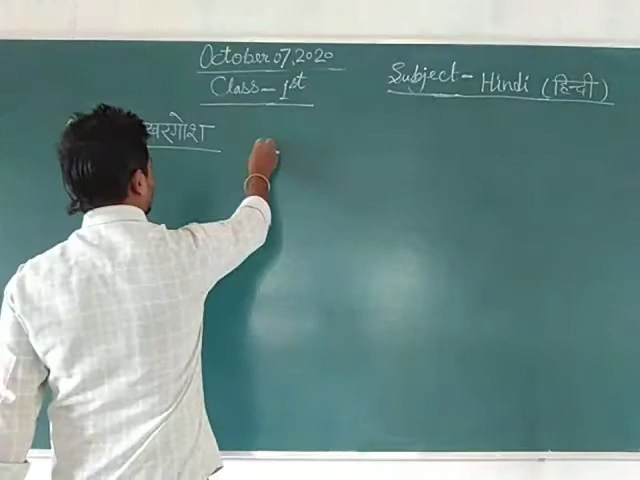 October 07, 2020
Class - 1st
Subject - Hindi (हिन्दी)
खरगोश